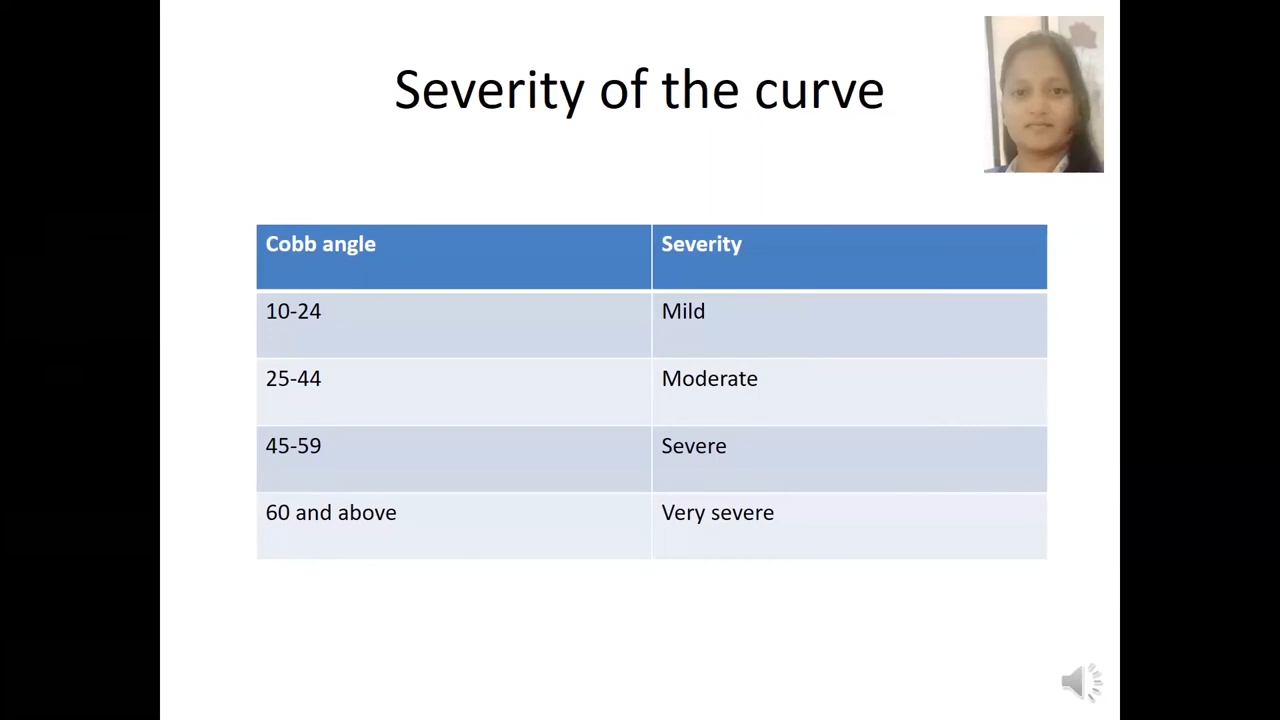 Severity of the curve
Cobb angle Severity
10-24 Mild
25-44 Moderate
45-59 Severe
60 and above Very severe